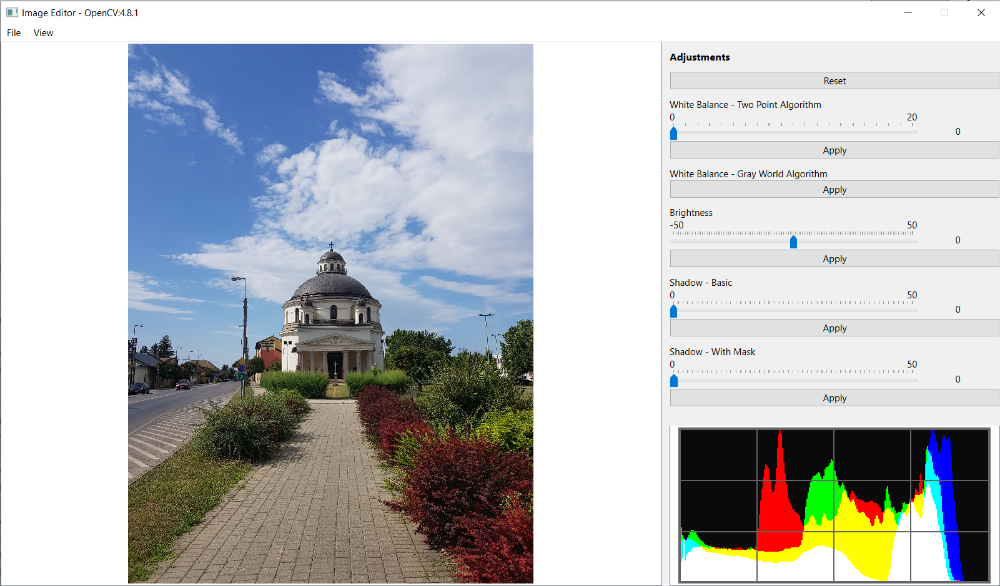 Image Editor - OpenCV:4.8.1
File View
Adjustments
Reset
White Balance - Two Point Algorithm
0 20
0
Apply
White Balance - Gray World Algorithm
Apply
Brightness
-50 50
0
Apply
Shadow - Basic
0 50
0
Apply
Shadow - With Mask
0 50
0
Apply